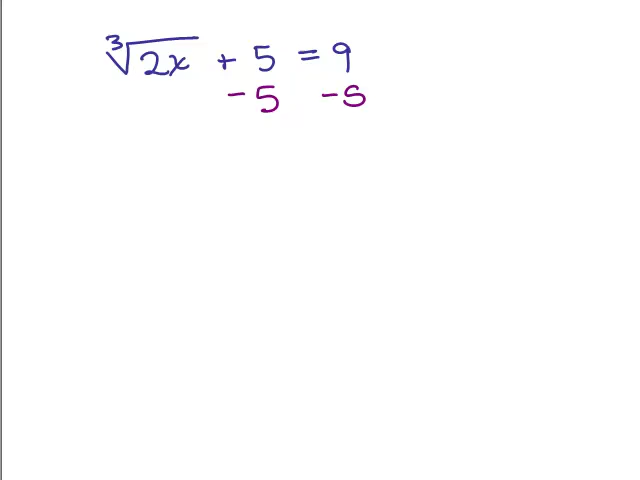 ∛2x + 5 = 9
-5 -5